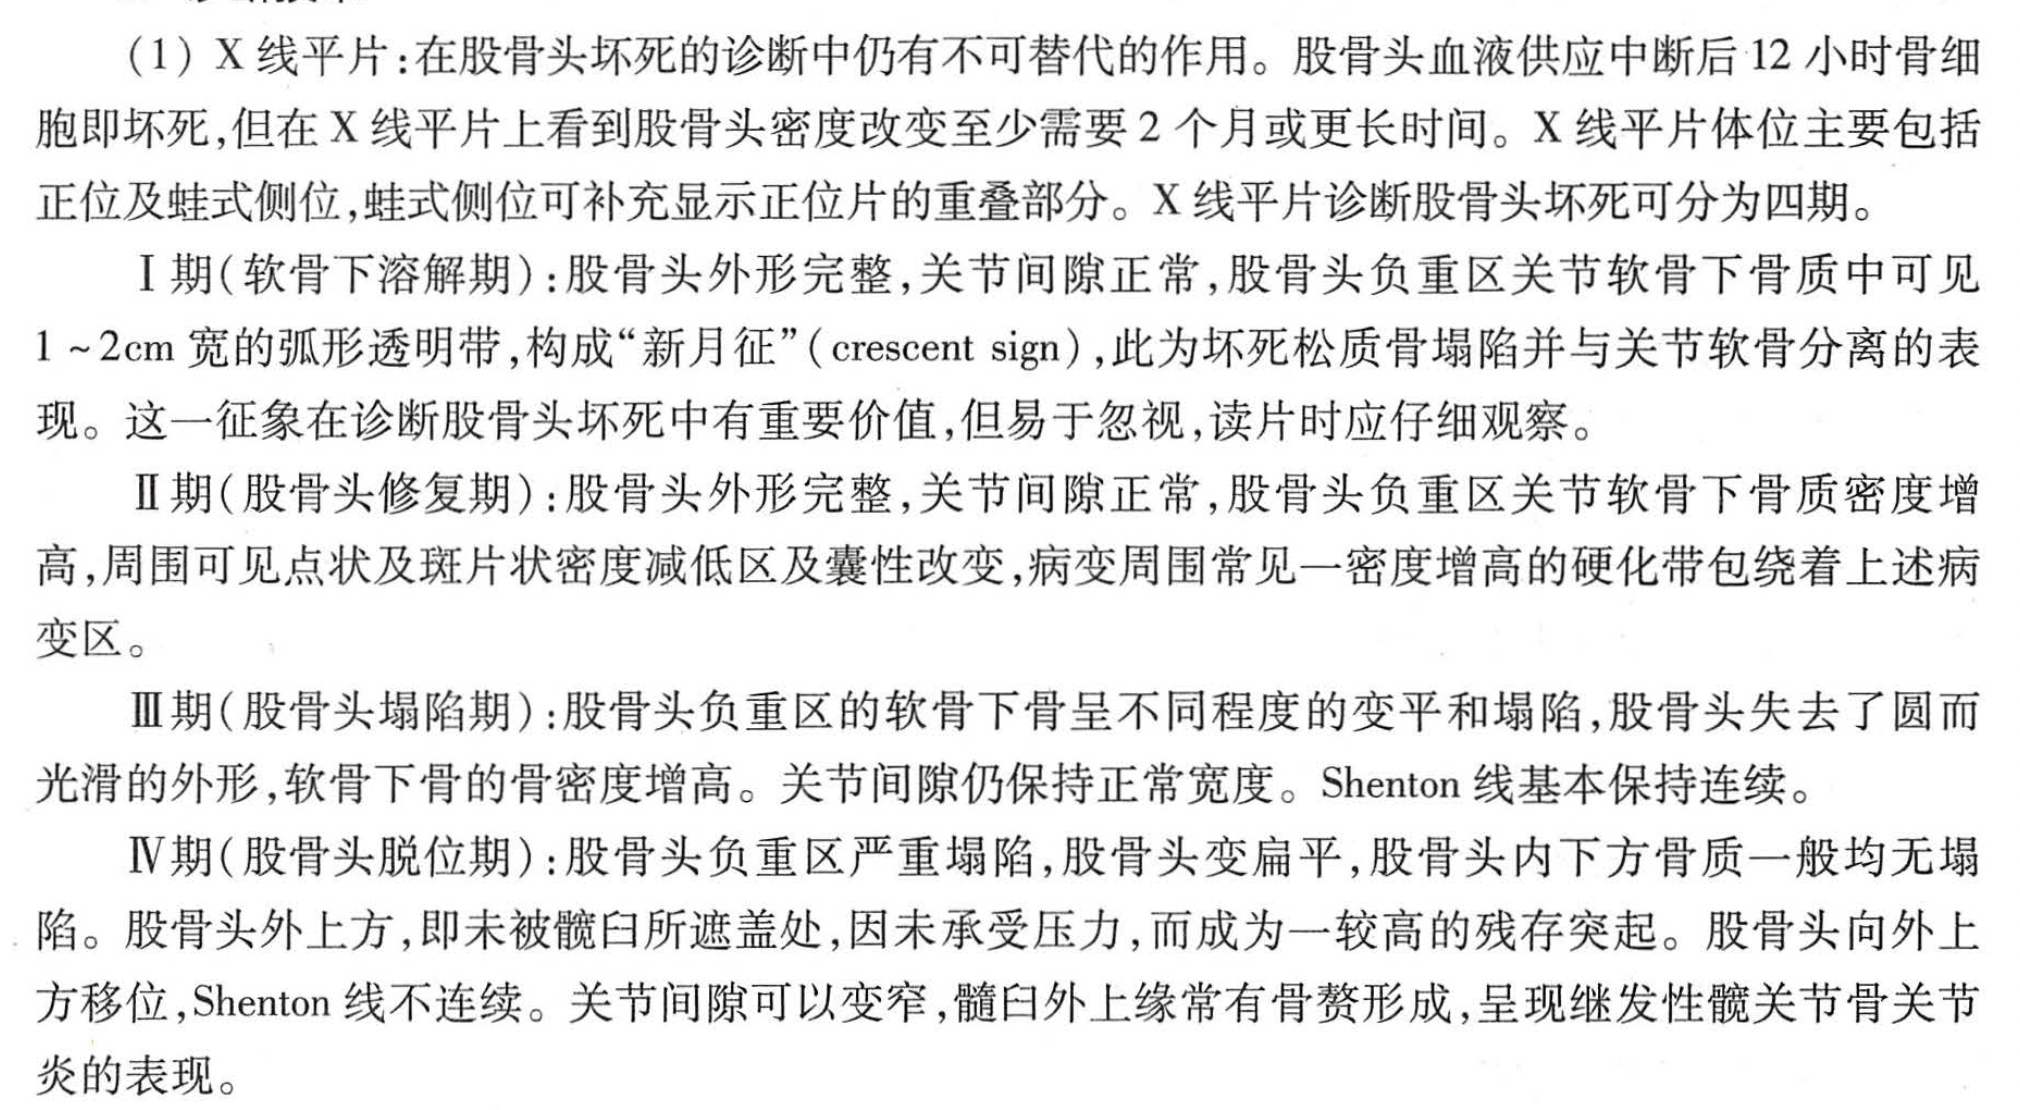 (1) X 线平片:在股骨头坏死的诊断中仍有不可替代的作用。股骨头血液供应中断后 12 小时骨细
胞即坏死,但在 X 线平片上看到股骨头密度改变至少需要 2 个月或更长时间。X 线平片体位主要包括
正位及蛙式侧位,蛙式侧位可补充显示正位片的重叠部分。X 线平片诊断股骨头坏死可分为四期。
Ⅰ期(软骨下溶解期):股骨头外形完整,关节间隙正常,股骨头负重区关节软骨下骨质中可见
1 ~ 2cm 宽的弧形透明带,构成“新月征”(crescent sign),此为坏死松质骨塌陷并与关节软骨分离的表
现。这一征象在诊断股骨头坏死中有重要价值,但易于忽视,读片时应仔细观察。
Ⅱ期(股骨头修复期):股骨头外形完整,关节间隙正常,股骨头负重区关节软骨下骨质密度增
高,周围可见点状及斑片状密度减低区及囊性改变,病变周围常见一密度增高的硬化带包绕着上述病
变区。
Ⅲ期(股骨头塌陷期):股骨头负重区的软骨下骨呈不同程度的变平和塌陷,股骨头失去了圆而
光滑的外形,软骨下骨的骨密度增高。关节间隙仍保持正常宽度。Shenton 线基本保持连续。
Ⅳ期(股骨头脱位期):股骨头负重区严重塌陷,股骨头变扁平,股骨头内下方骨质一般均无塌
陷。股骨头外上方,即未被髋臼所遮盖处,因未承受压力,而成为一较高的残存突起。股骨头向外上
方移位,Shenton 线不连续。关节间隙可以变窄,髓臼外上缘常有骨赘形成,呈现继发性髋关节骨关节
炎的表现。